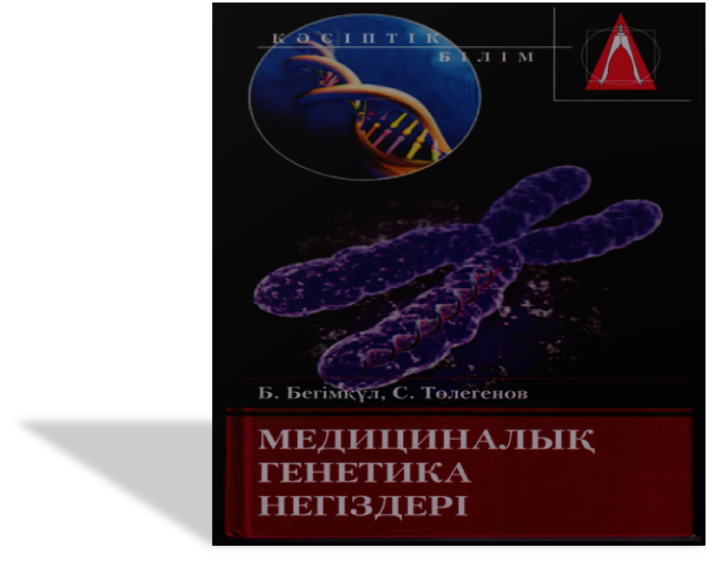 КӘСІПТІК
БІЛІМ
Б. Бегімқұл, С. Төлегенов
МЕДИЦИНАЛЫҚ
ГЕНЕТИКА
НЕГІЗДЕРІ